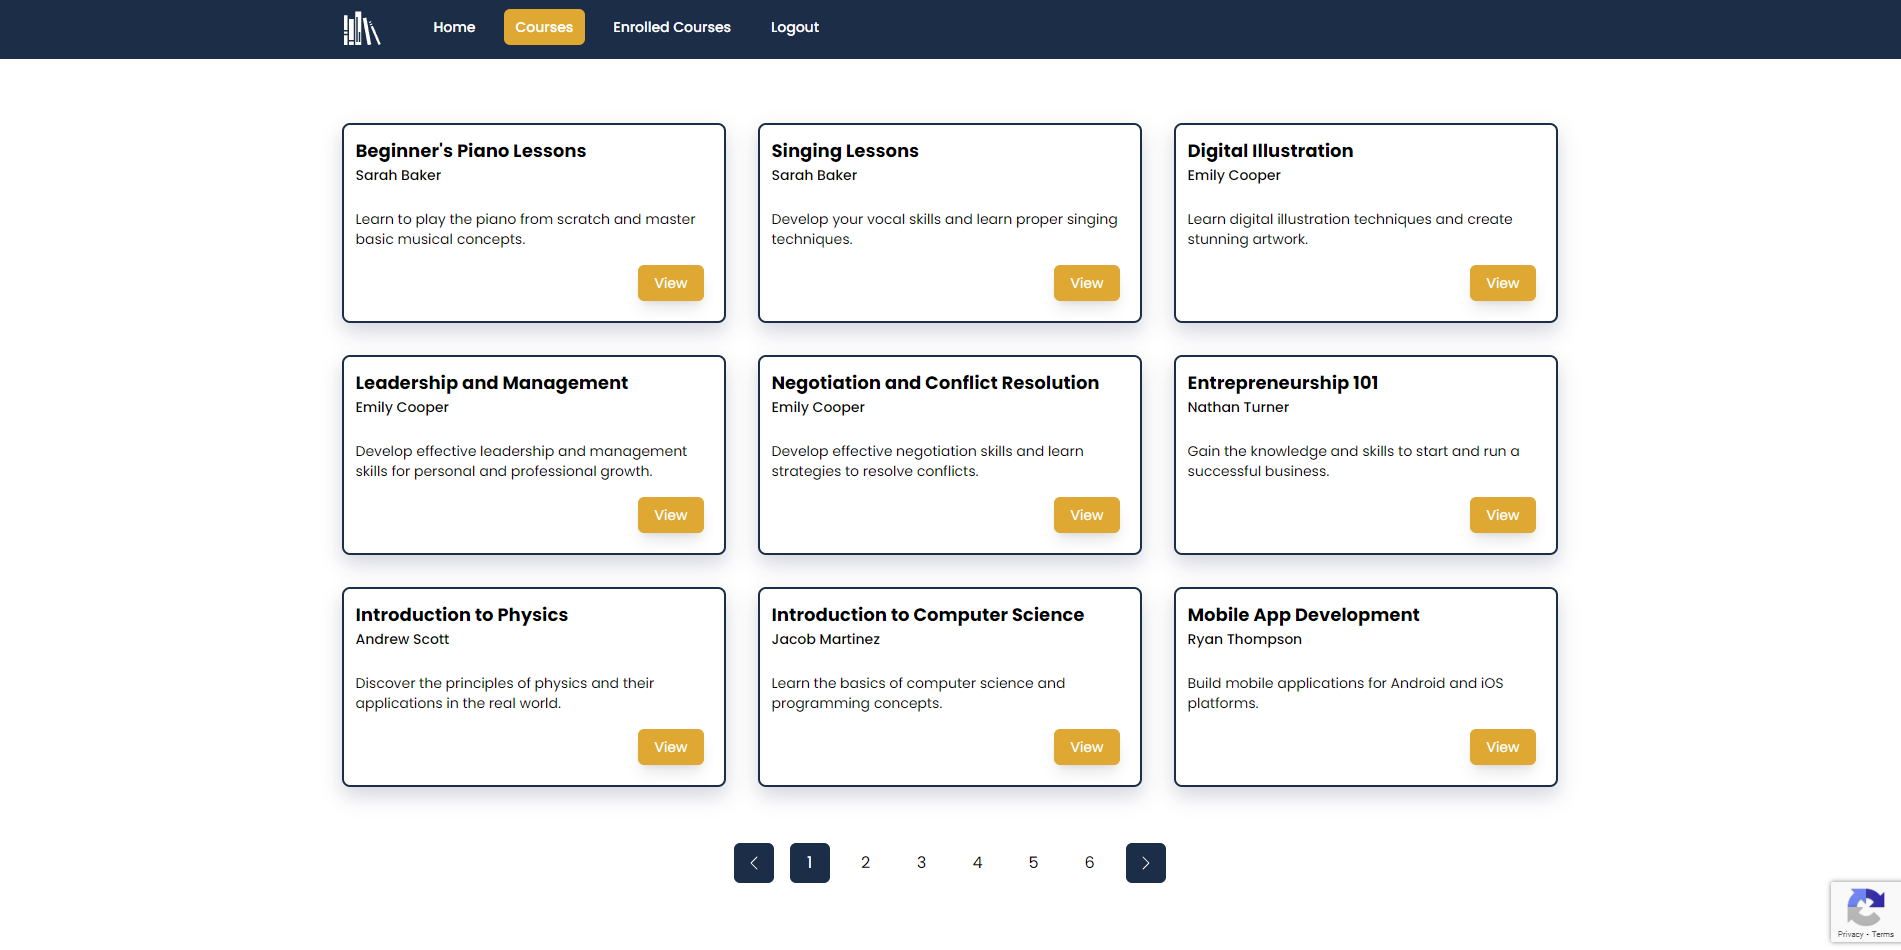 Home Courses Enrolled Courses Logout
Beginner's Piano Lessons
Sarah Baker
Learn to play the piano from scratch and master
basic musical concepts.
View
Singing Lessons
Sarah Baker
Develop your vocal skills and learn proper singing
techniques.
View
Digital Illustration
Emily Cooper
Learn digital illustration techniques and create
stunning artwork.
View
Leadership and Management
Emily Cooper
Develop effective leadership and management
skills for personal and professional growth.
View
Negotiation and Conflict Resolution
Emily Cooper
Develop effective negotiation skills and learn
strategies to resolve conflicts.
View
Entrepreneurship 101
Nathan Turner
Gain the knowledge and skills to start and run a
successful business.
View
Introduction to Physics
Andrew Scott
Discover the principles of physics and their
applications in the real world.
View
Introduction to Computer Science
Jacob Martinez
Learn the basics of computer science and
programming concepts.
View
Mobile App Development
Ryan Thompson
Build mobile applications for Android and iOS
platforms.
View
1 2 3 4 5 6
Privacy - Terms